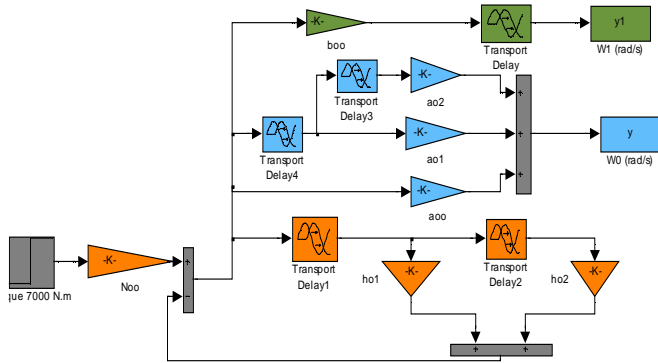 -K-
boo
Transport
Delay
y1
W1 (rad/s)
Transport
Delay3
-K-
ao2
Transport
Delay4
-K-
ao1
y
W0 (rad/s)
-K-
aoo
que 7000 N.m
-K-
Noo
Transport
Delay1
-K-
ho1
Transport
Delay2
-K-
ho2
+
+
+
+
−
+
+